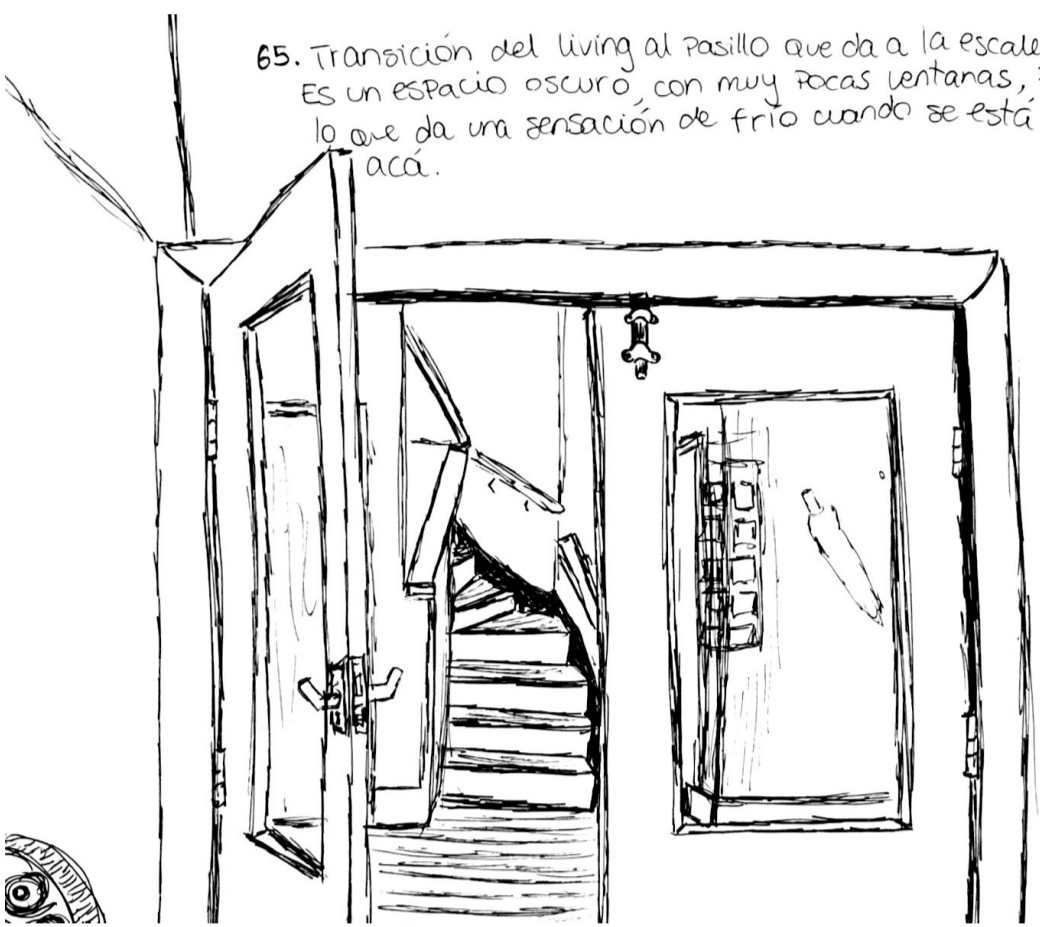 65. Transición del living al pasillo que da a la escale
Es un espacio oscuro, con muy pocas ventanas,
lo que da una sensación de frío cuando se está
acá.